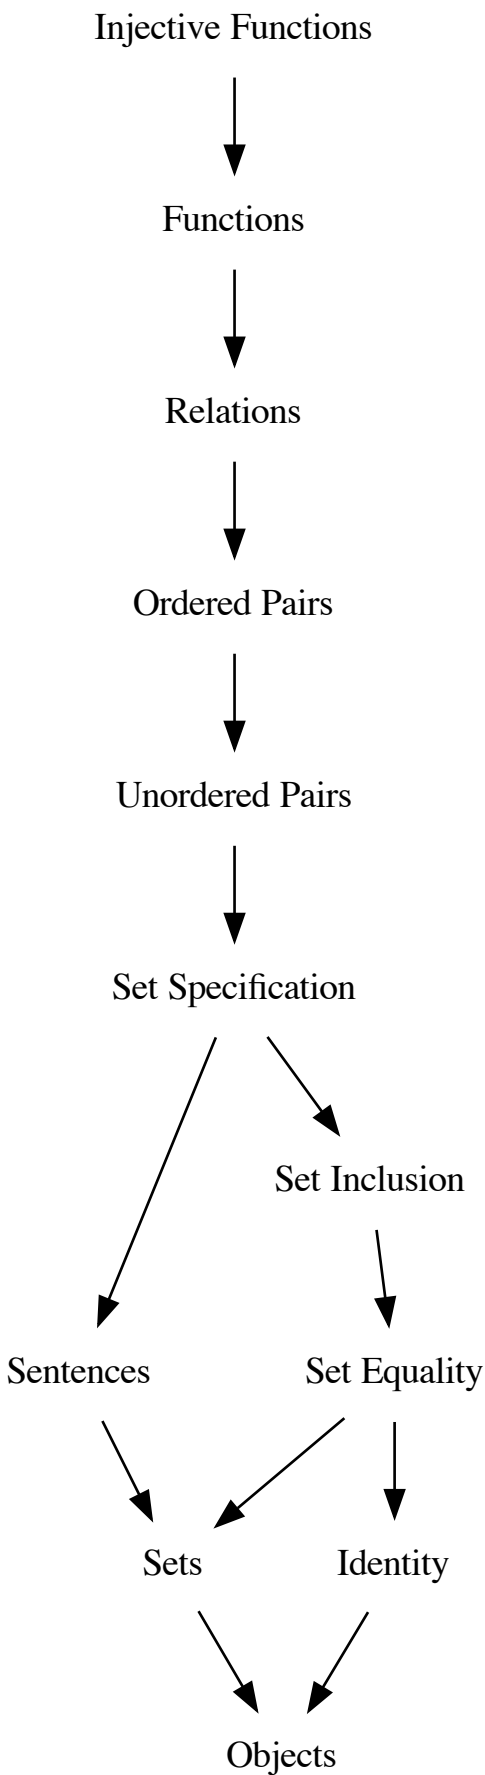 Injective Functions
Functions
Relations
Ordered Pairs
Unordered Pairs
Set Specification
Set Inclusion
Sentences
Set Equality
Sets
Identity
Objects